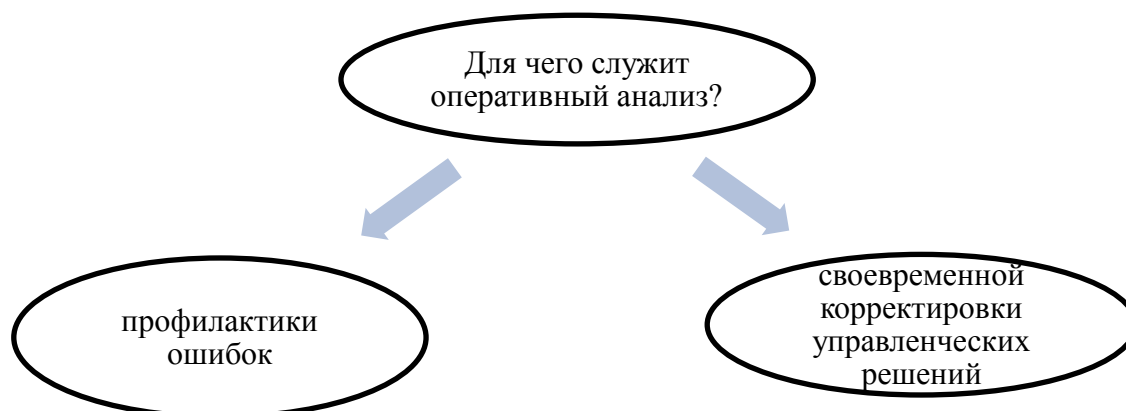 Для чего служит
оперативный анализ?
профилактики
ошибок
своевременной
корректировки
управленческих
решений